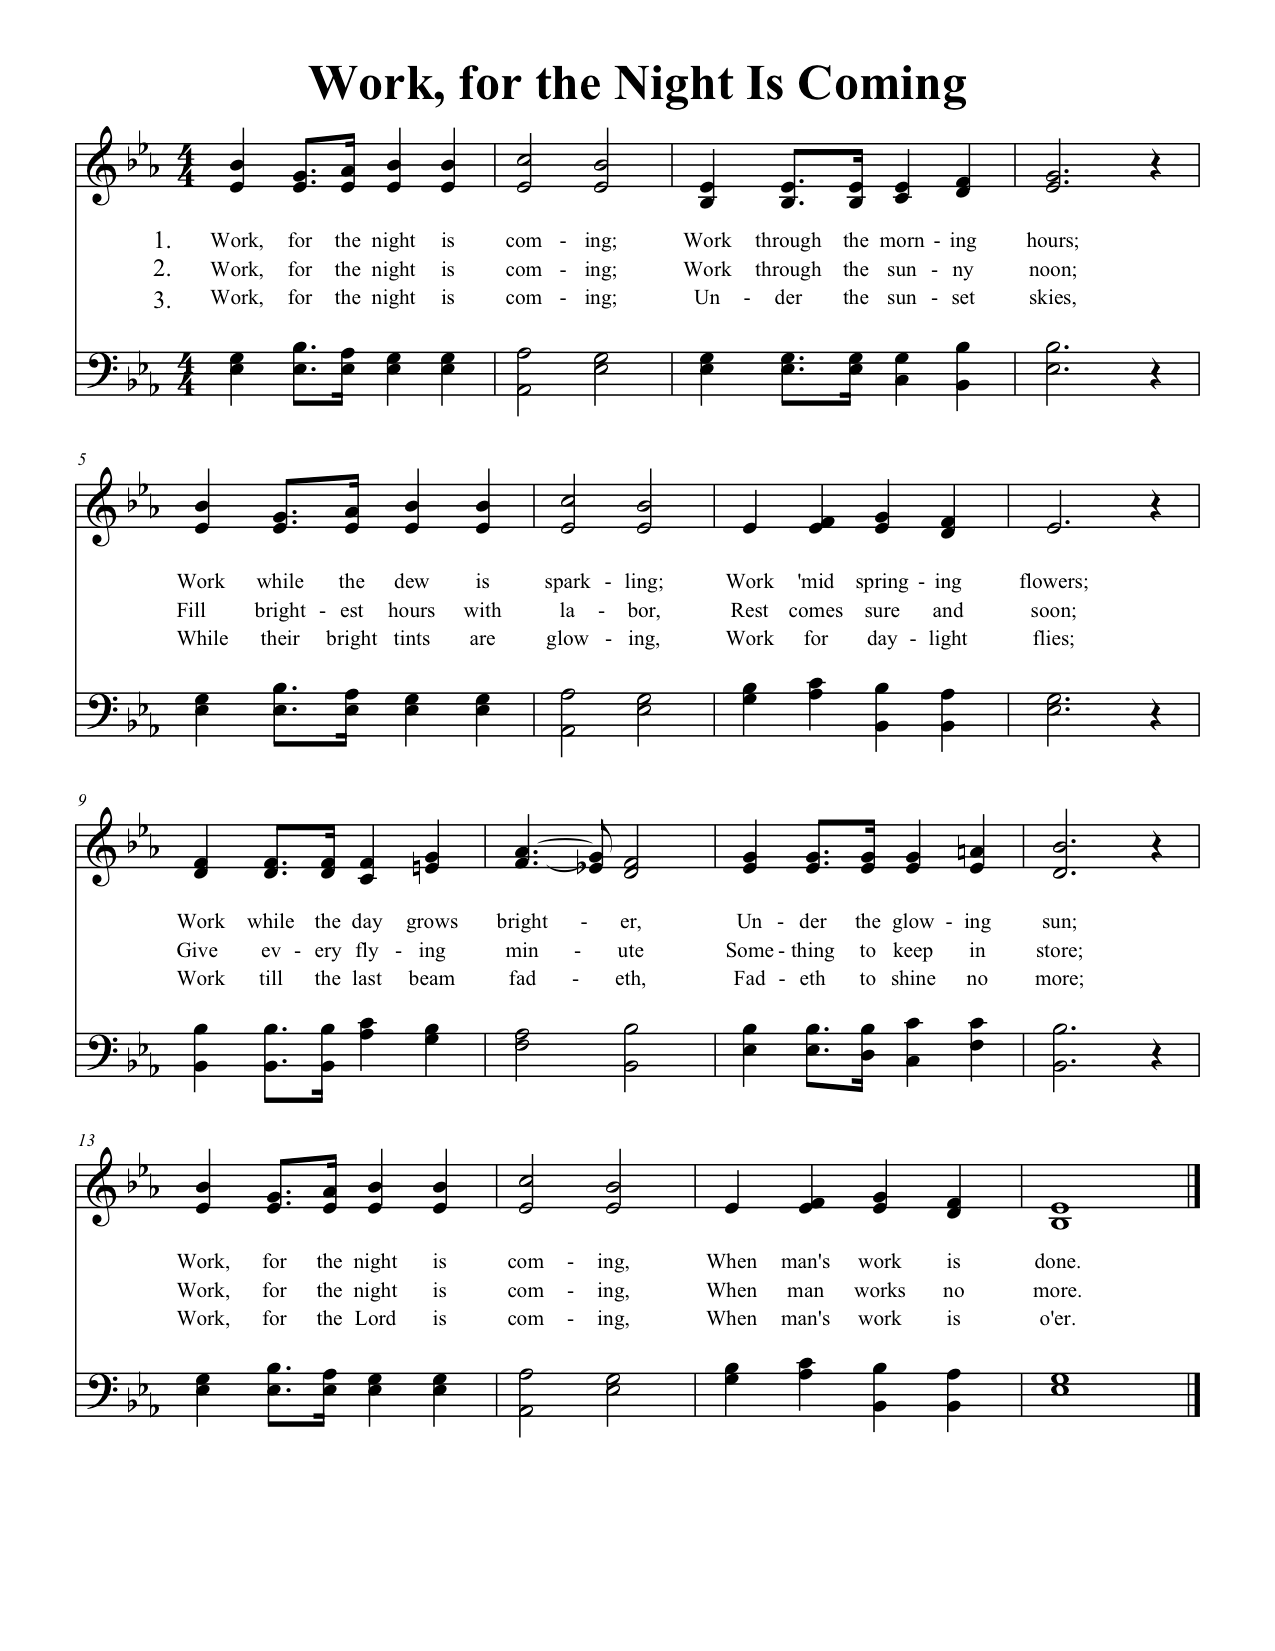 Work, for the Night Is Coming
1. Work, for the night is com - ing; Work through the morn - ing hours;
2. Work, for the night is com - ing; Work through the sun - ny noon;
3. Work, for the night is com - ing; Un - der the sun - set skies,
5
Work while the dew is spark - ling; Work 'mid spring - ing flowers;
Fill bright - est hours with la - bor, Rest comes sure and soon;
While their bright tints are glow - ing, Work for day - light flies;
9
Work while the day grows bright - er, Un - der the glow - ing sun;
Give ev - ery fly - ing min - ute Some - thing to keep in store;
Work till the last beam fad - eth, Fad - eth to shine no more;
13
Work, for the night is com - ing, When man's work is done.
Work, for the night is com - ing, When man works no more.
Work, for the Lord is com - ing, When man's work is o'er.